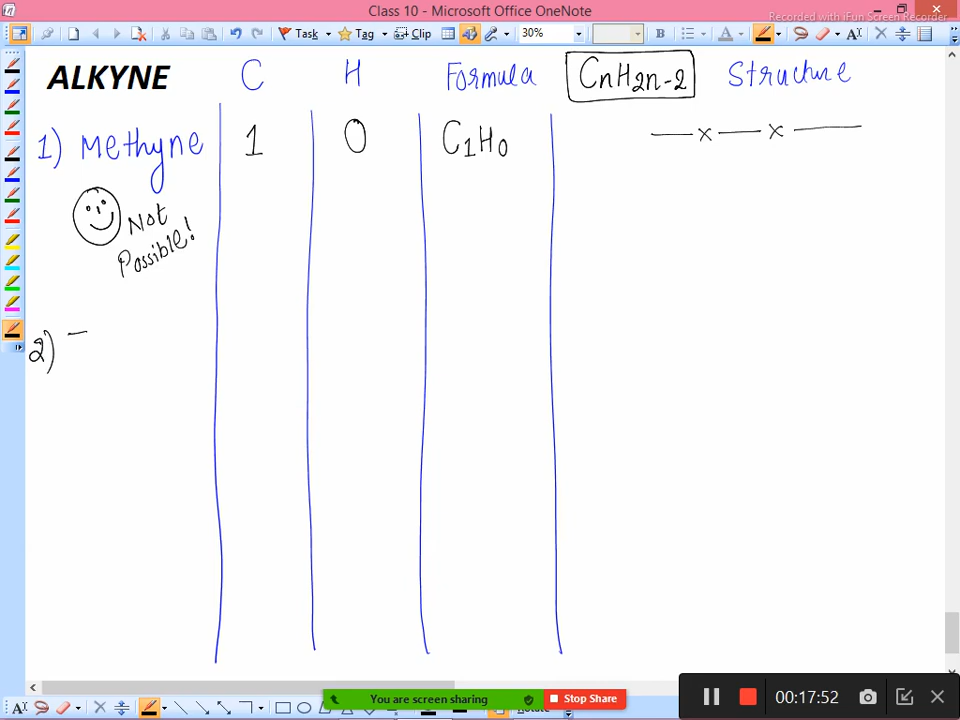 Class 10 - Microsoft Office OneNote
Recorded with iFun Screen Recorder
Task Tag Clip 30% B A A
ALKYNE C H Formula CnH2n-2 Structure
1) Methyne 1 0 C1H0 —x—x—
Not
Possible!
2)
You are screen sharing Stop Share
00:17:52